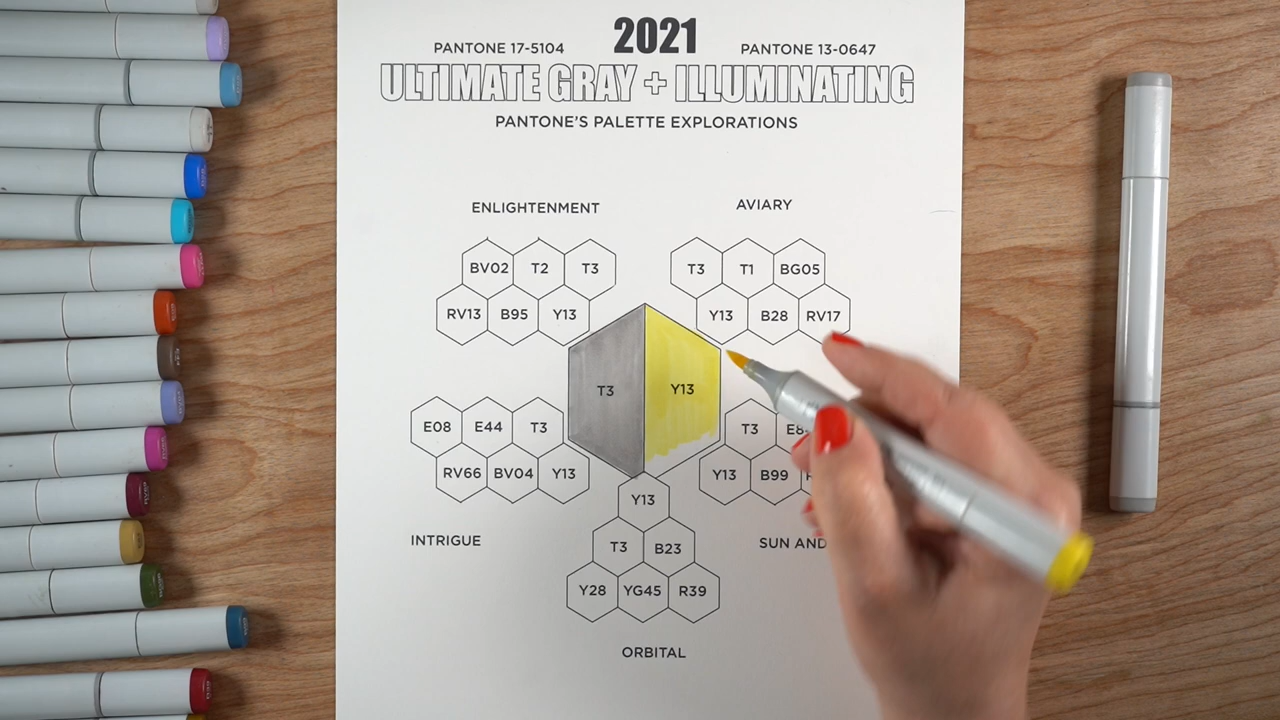 2021
PANTONE 17-5104
PANTONE 13-0647
ULTIMATE GRAY + ILLUMINATING
PANTONE'S PALETTE EXPLORATIONS
ENLIGHTENMENT
BV02 T2 T3
RV13 B95 Y13
AVIARY
T3 T1 BG05
Y13 B28 RV17
T3 Y13
E08 E44 T3
RV66 BV04 Y13
INTRIGUE
T3
Y13 B99
SUN AND
Y13
T3 B23
Y28 YG45 R39
ORBITAL